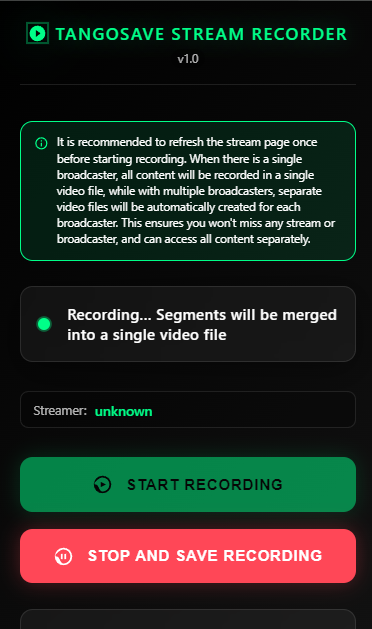 TANGOSAVE STREAM RECORDER
v1.0
It is recommended to refresh the stream page once
before starting recording. When there is a single
broadcaster, all content will be recorded in a single
video file, while with multiple broadcasters, separate
video files will be automatically created for each
broadcaster. This ensures you won't miss any stream or
broadcaster, and can access all content separately.
Recording... Segments will be merged
into a single video file
Streamer: unknown
START RECORDING
STOP AND SAVE RECORDING